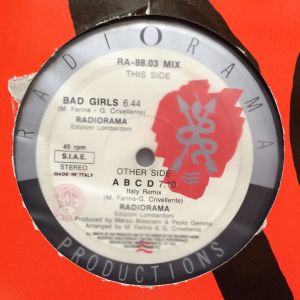 RADIORAMA
RA-88.03 MIX
THIS SIDE
BAD GIRLS 6.44
(M. Farina - G. Crivellente)
RADIORAMA
Edizioni Lombardoni
45 rpm
S.I.A.E.
STEREO
MADE IN ITALY
OTHER SIDE
A B C D 7.10
Italy Remix
(M. Farina-G. Crivellente)
RADIORAMA
Edizioni Lombardoni
Produced by Marco Bresciani & Paolo Gemma
Arranged by M. Farina & G. Crivellente
PRODUCTIONS